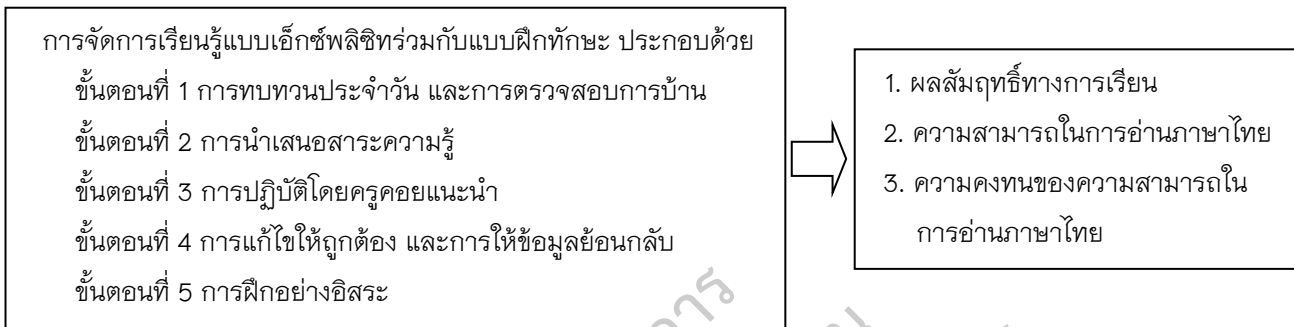 การจัดการเรียนรู้แบบเอ็กซ์พลิซิทร่วมกับแบบฝึกทักษะ ประกอบด้วย
ขั้นตอนที่ 1 การทบทวนประจำวัน และการตรวจสอบการบ้าน
ขั้นตอนที่ 2 การนำเสนอสาระความรู้
ขั้นตอนที่ 3 การปฏิบัติโดยครูคอยแนะนำ
ขั้นตอนที่ 4 การแก้ไขให้ถูกต้อง และการให้ข้อมูลย้อนกลับ
ขั้นตอนที่ 5 การฝึกอย่างอิสระ
1. ผลสัมฤทธิ์ทางการเรียน
2. ความสามารถในการอ่านภาษาไทย
3. ความคงทนของความสามารถใน
การอ่านภาษาไทย